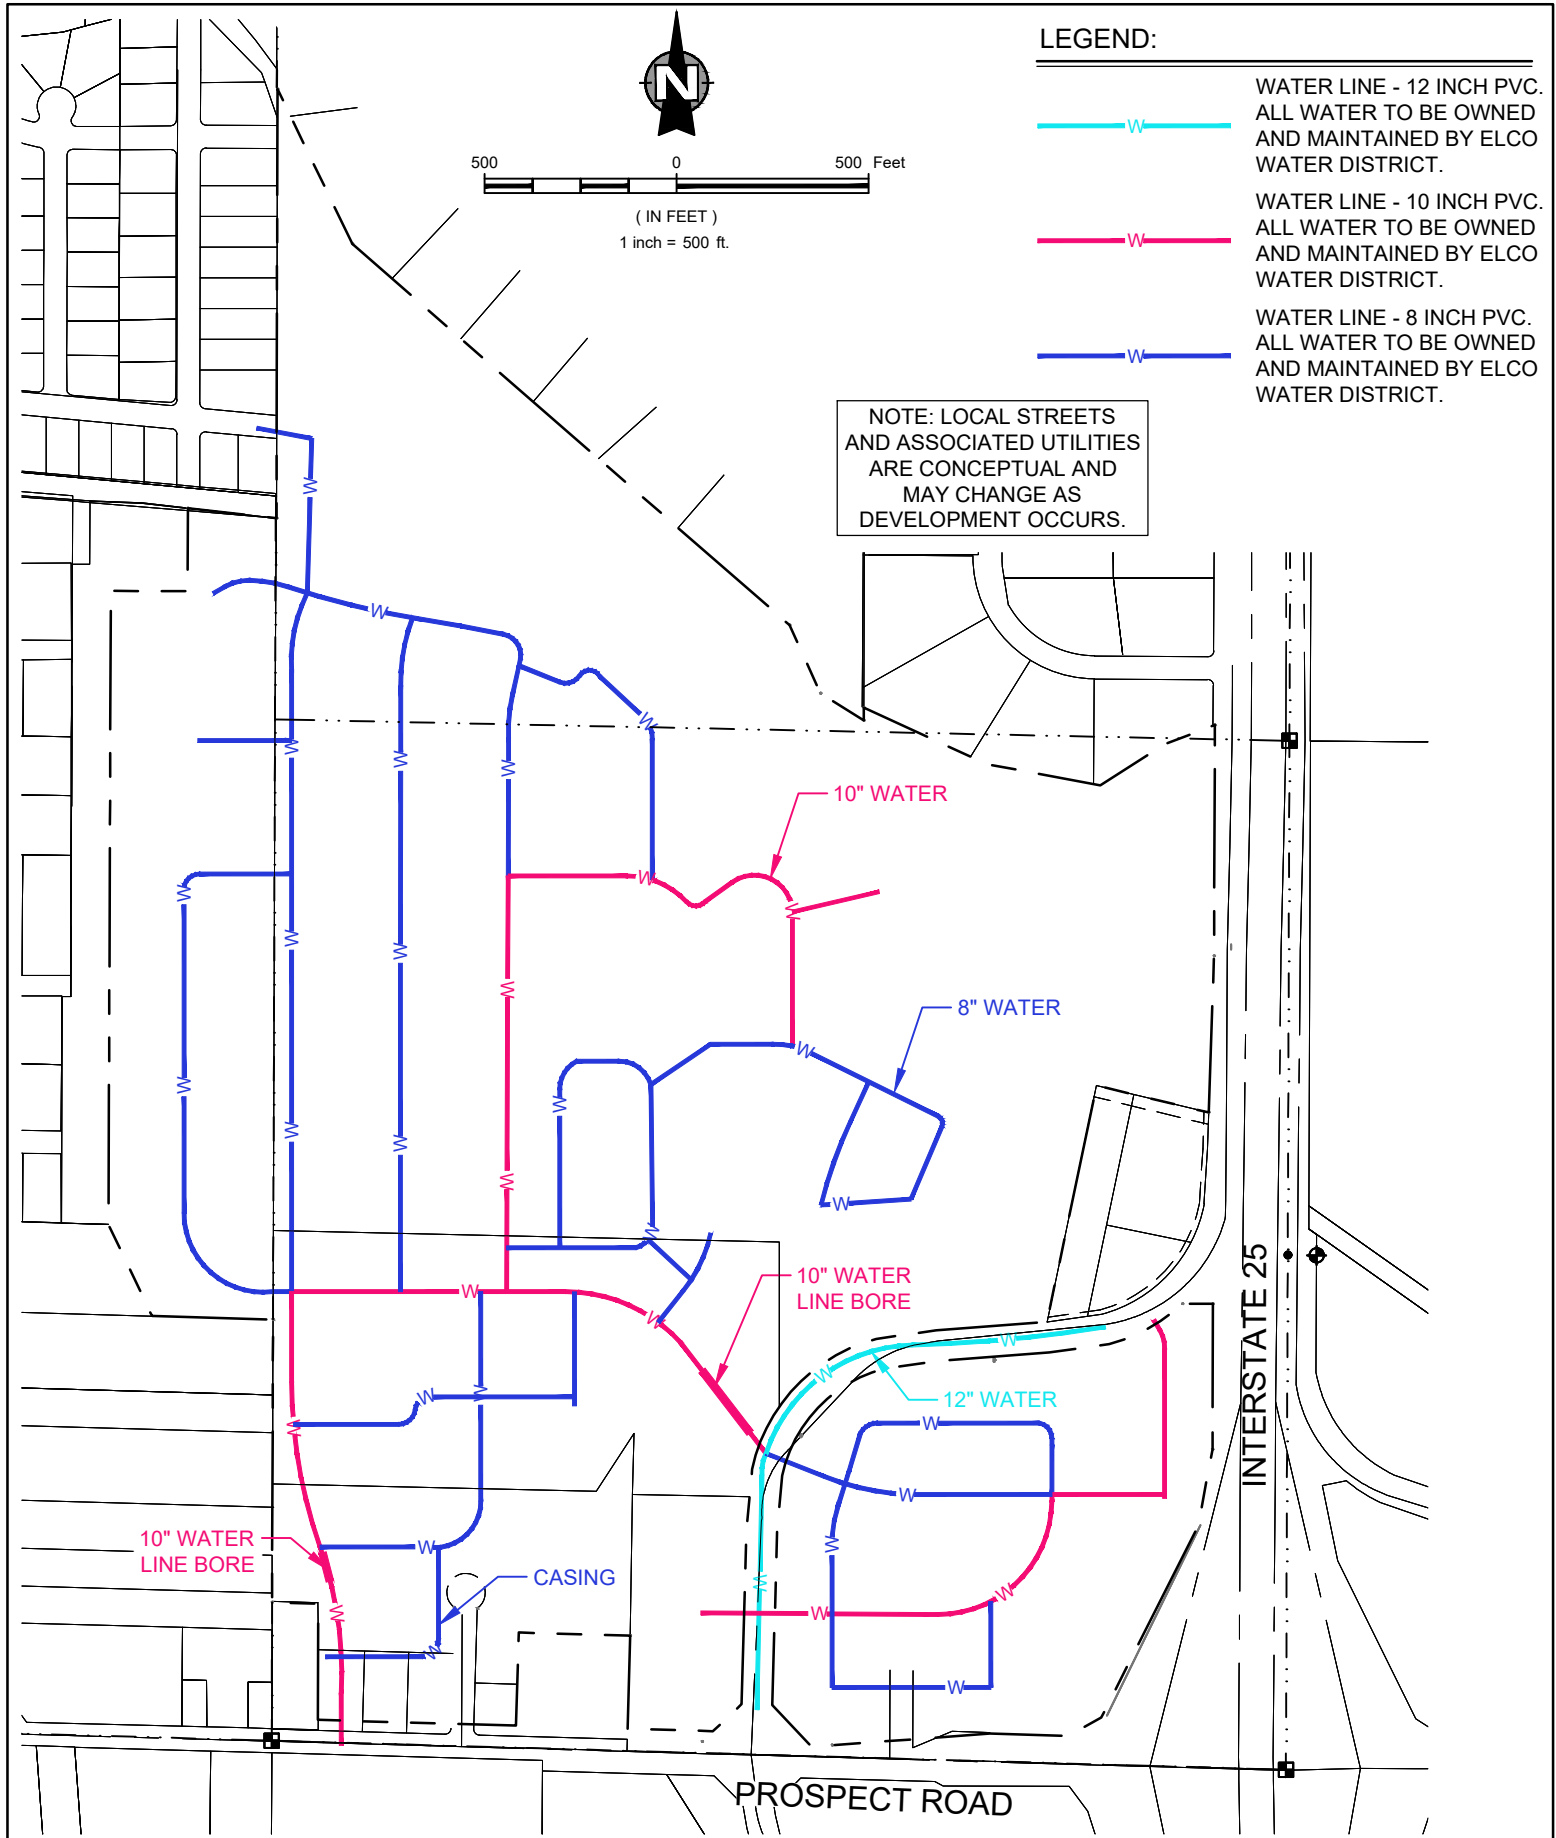 LEGEND:
N
500 0 500 Feet
( IN FEET )
1 inch = 500 ft.
W
WATER LINE - 12 INCH PVC.
ALL WATER TO BE OWNED
AND MAINTAINED BY ELCO
WATER DISTRICT.
W
WATER LINE - 10 INCH PVC.
ALL WATER TO BE OWNED
AND MAINTAINED BY ELCO
WATER DISTRICT.
W
WATER LINE - 8 INCH PVC.
ALL WATER TO BE OWNED
AND MAINTAINED BY ELCO
WATER DISTRICT.
NOTE: LOCAL STREETS
AND ASSOCIATED UTILITIES
ARE CONCEPTUAL AND
MAY CHANGE AS
DEVELOPMENT OCCURS.
W
W
W
W
W
W
10" WATER
W
W
W
W
W
W
8" WATER
W
W
W
W
W
W
W
W
W
10" WATER
LINE BORE
W
W
W
W
W
12" WATER
W
W
W
W
W
INTERSTATE 25
10" WATER
LINE BORE
W
W
CASING
W
W
W
W
W
W
PROSPECT ROAD